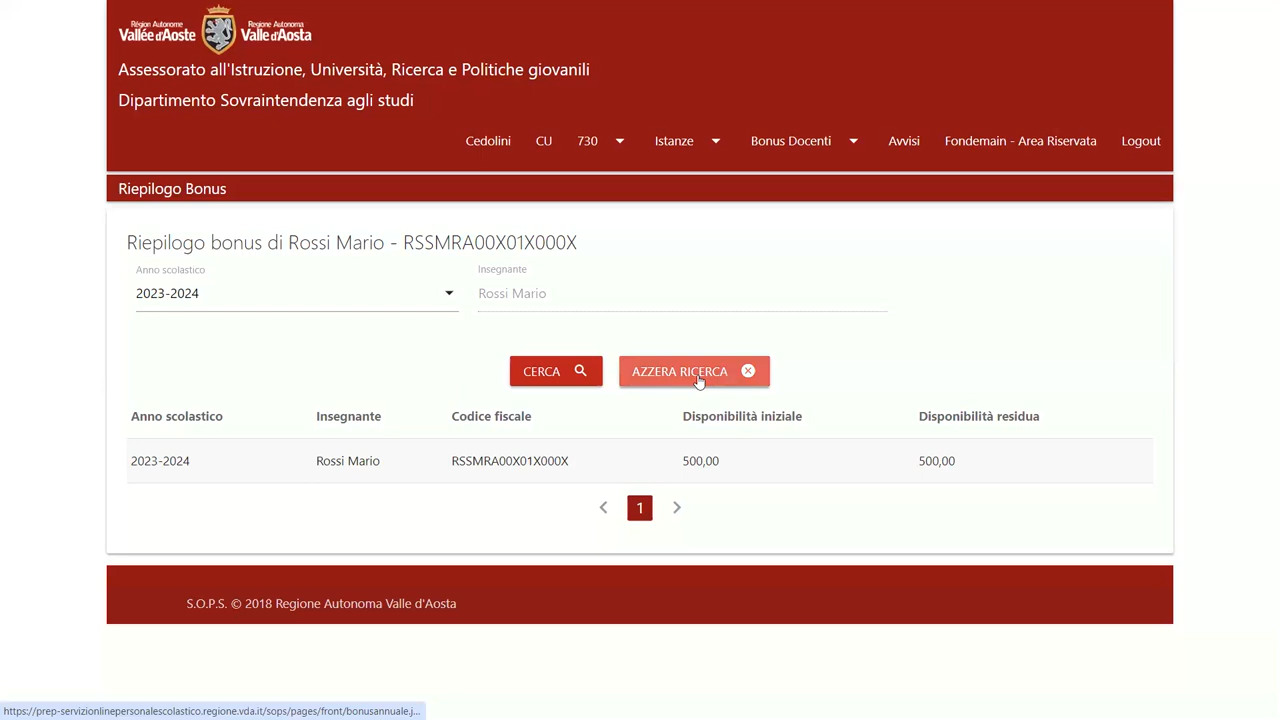 Région Autonome
Vallée d'Aoste
Regione Autonoma
Valle d'Aosta
Assessorato all'Istruzione, Università, Ricerca e Politiche giovanili
Dipartimento Sovraintendenza agli studi
Cedolini CU 730 Istanze Bonus Docenti Avvisi Fondemain - Area Riservata Logout
Riepilogo Bonus
Riepilogo bonus di Rossi Mario - RSSMRA00X01X000X
Anno scolastico Insegnante
2023-2024 Rossi Mario
CERCA AZZERA RICERCA
Anno scolastico Insegnante Codice fiscale Disponibilità iniziale Disponibilità residua
2023-2024 Rossi Mario RSSMRA00X01X000X 500,00 500,00
1
S.O.P.S. © 2018 Regione Autonoma Valle d'Aosta
https://prep-servizionlinepersonalescolastico.regione.vda.it/sops/pages/front/bonusannuale.j...